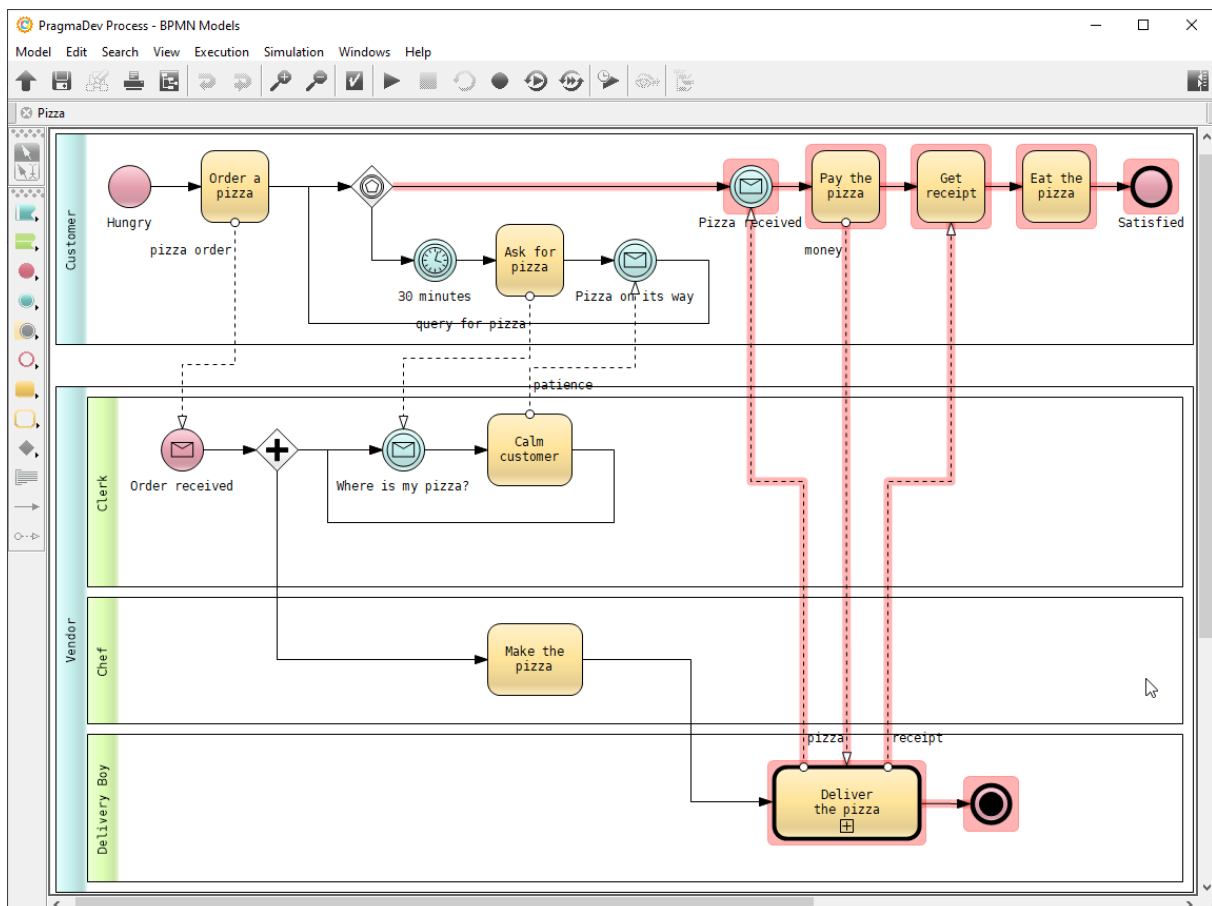 PragmaDev Process - BPMN Models
Model Edit Search View Execution Simulation Windows Help
Pizza
Customer
Hungry
Order a
pizza
pizza order
30 minutes
Ask for
pizza
query for pizza
Pizza on its way
Pizza received
Pay the
pizza
money
Get
receipt
Eat the
pizza
Satisfied
patience
Vendor
Clerk
Order received
Where is my pizza?
Calm
customer
Chef
Make the
pizza
Delivery Boy
pizza
receipt
Deliver
the pizza